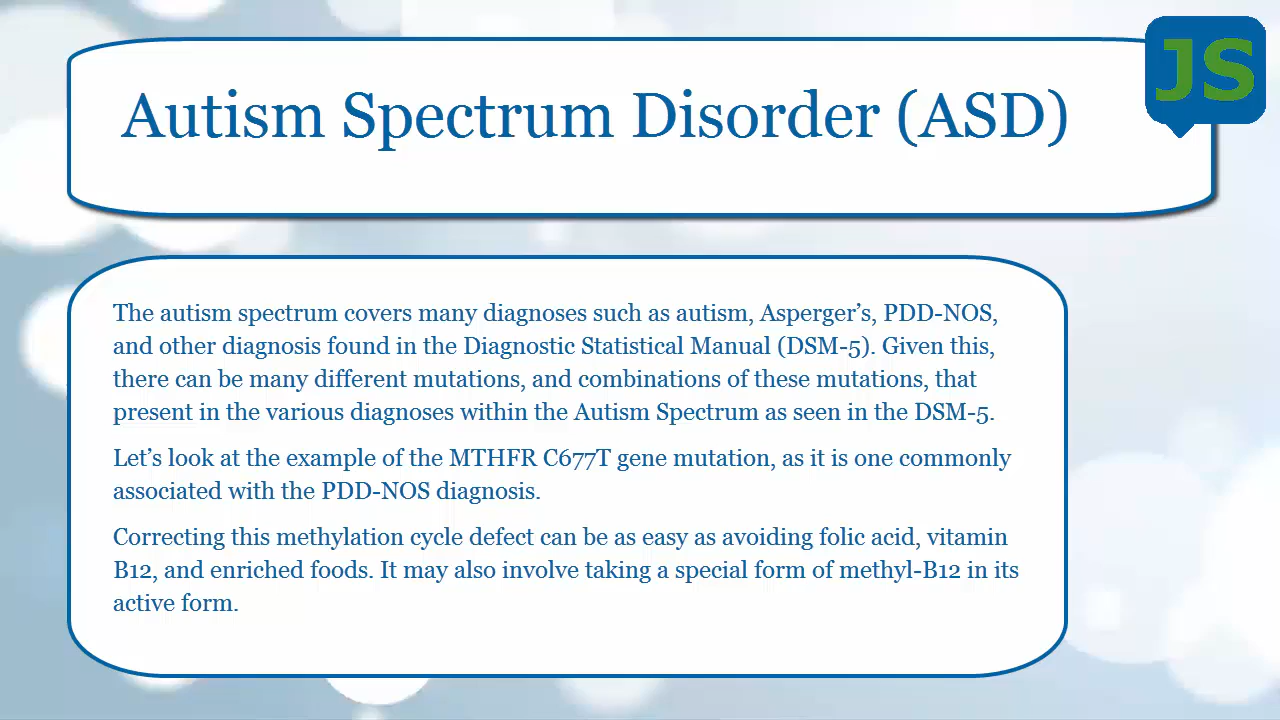 JS
Autism Spectrum Disorder (ASD)
The autism spectrum covers many diagnoses such as autism, Asperger’s, PDD-NOS,
and other diagnosis found in the Diagnostic Statistical Manual (DSM-5). Given this,
there can be many different mutations, and combinations of these mutations, that
present in the various diagnoses within the Autism Spectrum as seen in the DSM-5.
Let’s look at the example of the MTHFR C677T gene mutation, as it is one commonly
associated with the PDD-NOS diagnosis.
Correcting this methylation cycle defect can be as easy as avoiding folic acid, vitamin
B12, and enriched foods. It may also involve taking a special form of methyl-B12 in its
active form.